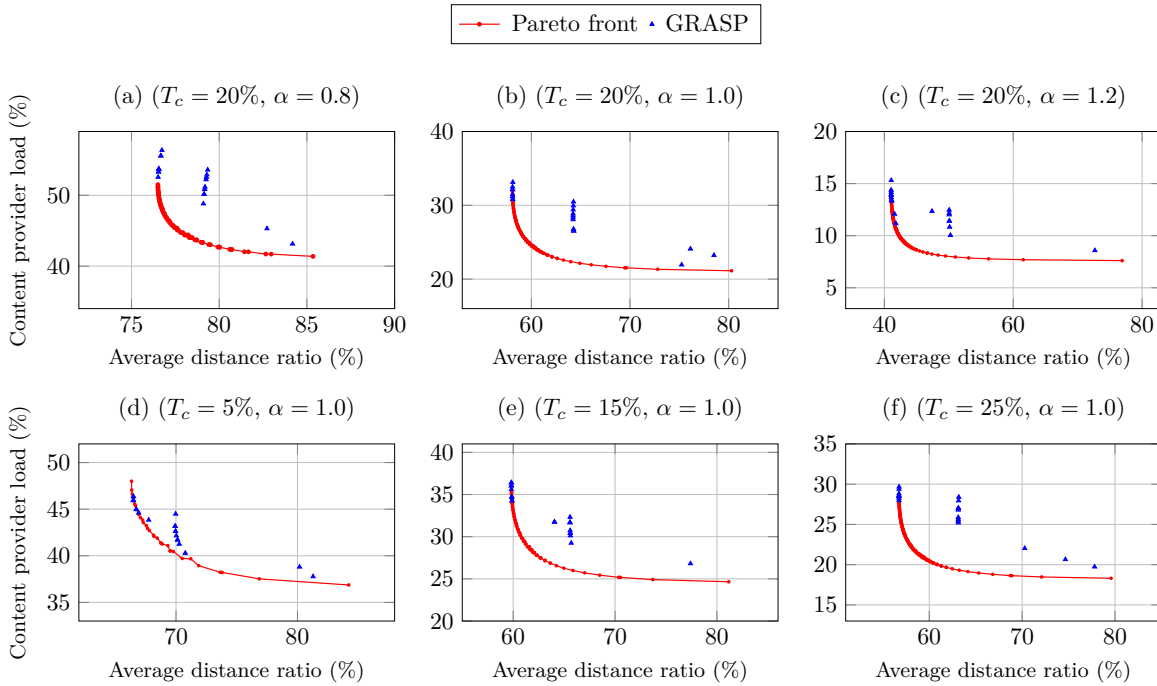 Pareto front GRASP
(a) (T_c = 20%, α = 0.8)
(b) (T_c = 20%, α = 1.0)
(c) (T_c = 20%, α = 1.2)
Content provider load (%)
50
40
75 80 85 90
Average distance ratio (%)
40
30
20
60 70 80
Average distance ratio (%)
20
15
10
5
40 60 80
Average distance ratio (%)
(d) (T_c = 5%, α = 1.0)
(e) (T_c = 15%, α = 1.0)
(f) (T_c = 25%, α = 1.0)
Content provider load (%)
50
45
40
35
70 80
Average distance ratio (%)
40
35
30
25
20
60 70 80
Average distance ratio (%)
35
30
25
20
15
60 70 80
Average distance ratio (%)